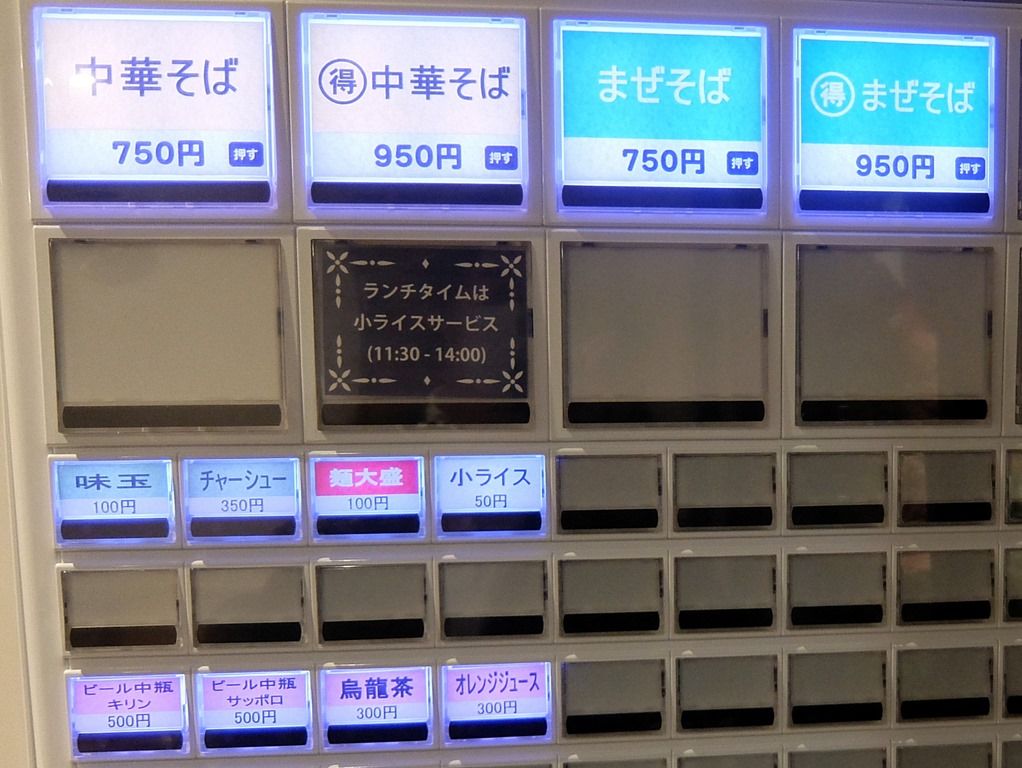 中華そば
750円 押す
得 中華そば
950円 押す
まぜそば
750円 押す
得 まぜそば
950円 押す
ランチタイムは
小ライスサービス
(11:30 - 14:00)
味玉
100円
チャーシュー
350円
麺大盛
100円
小ライス
50円
ビール中瓶
キリン
500円
ビール中瓶
サッポロ
500円
烏龍茶
300円
オレンジジュース
300円